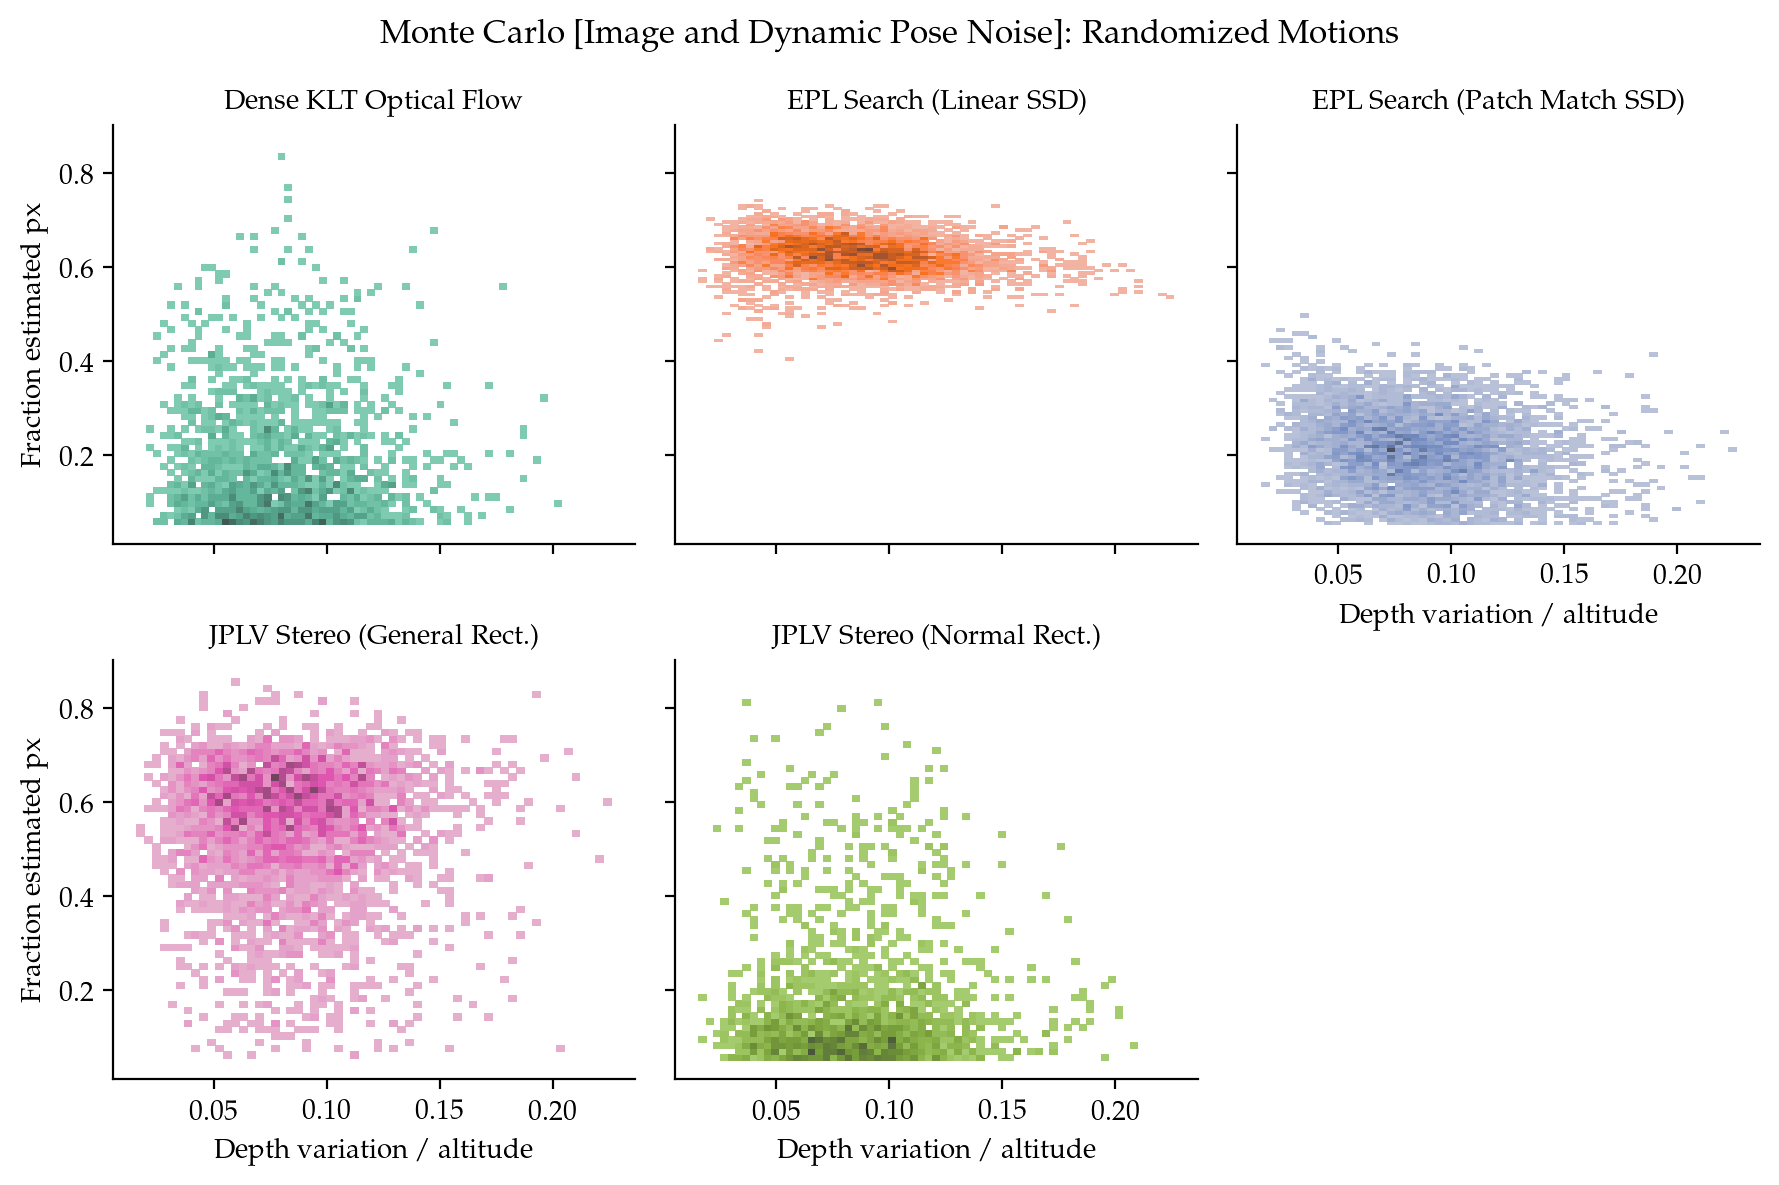 Monte Carlo [Image and Dynamic Pose Noise]: Randomized Motions
Dense KLT Optical Flow
EPL Search (Linear SSD)
EPL Search (Patch Match SSD)
Fraction estimated px
0.8
0.6
0.4
0.2
0.05 0.10 0.15 0.20
Depth variation / altitude
JPLV Stereo (General Rect.)
JPLV Stereo (Normal Rect.)
Fraction estimated px
0.8
0.6
0.4
0.2
0.05 0.10 0.15 0.20
Depth variation / altitude
0.05 0.10 0.15 0.20
Depth variation / altitude